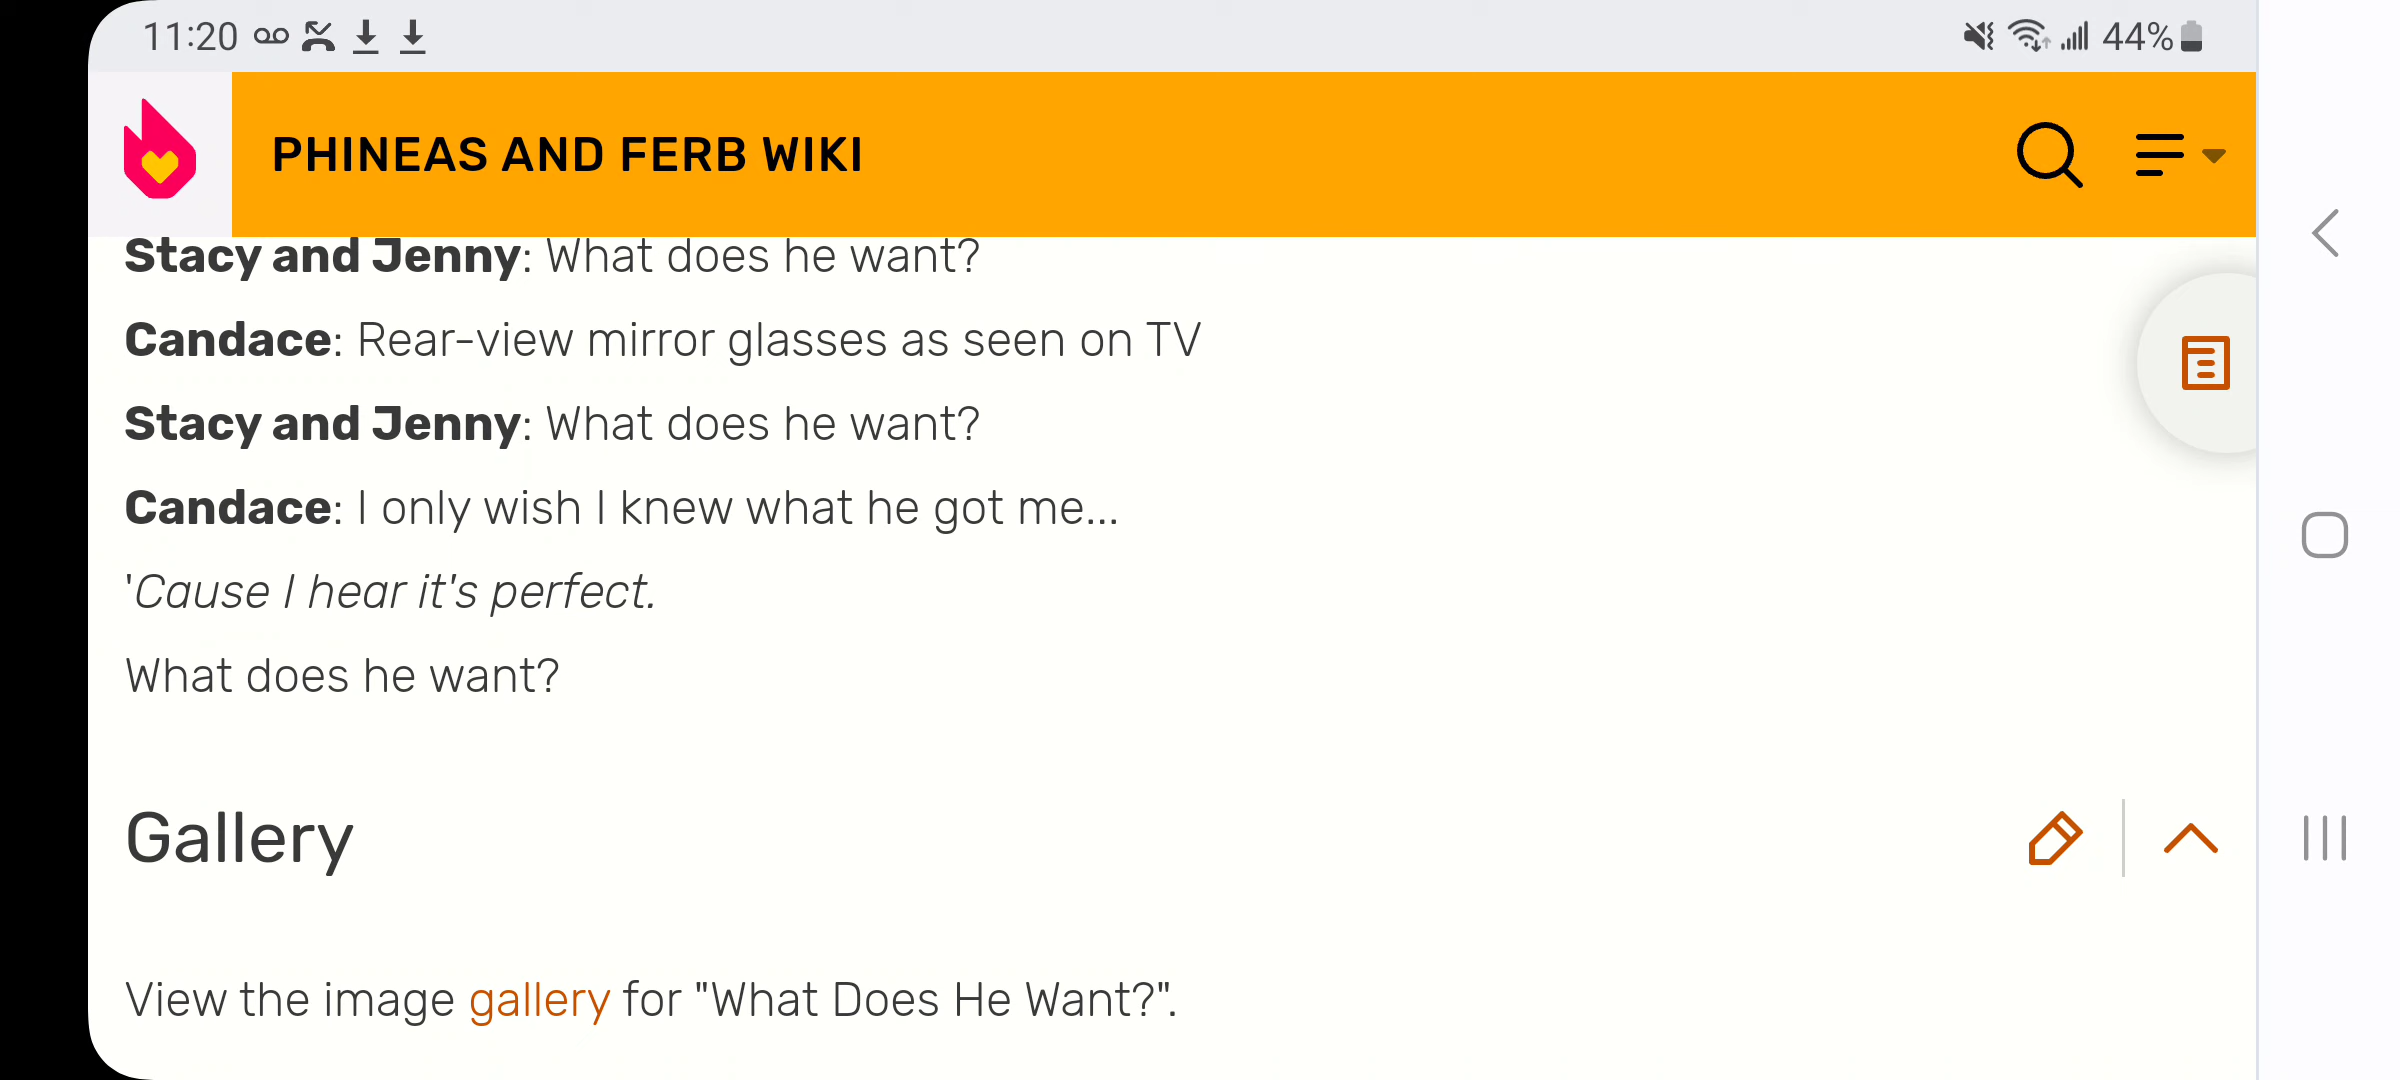 11:20
44%
PHINEAS AND FERB WIKI
Stacy and Jenny: What does he want?
Candace: Rear-view mirror glasses as seen on TV
Stacy and Jenny: What does he want?
Candace: I only wish I knew what he got me...
'Cause I hear it's perfect.
What does he want?
Gallery
View the image gallery for "What Does He Want?".